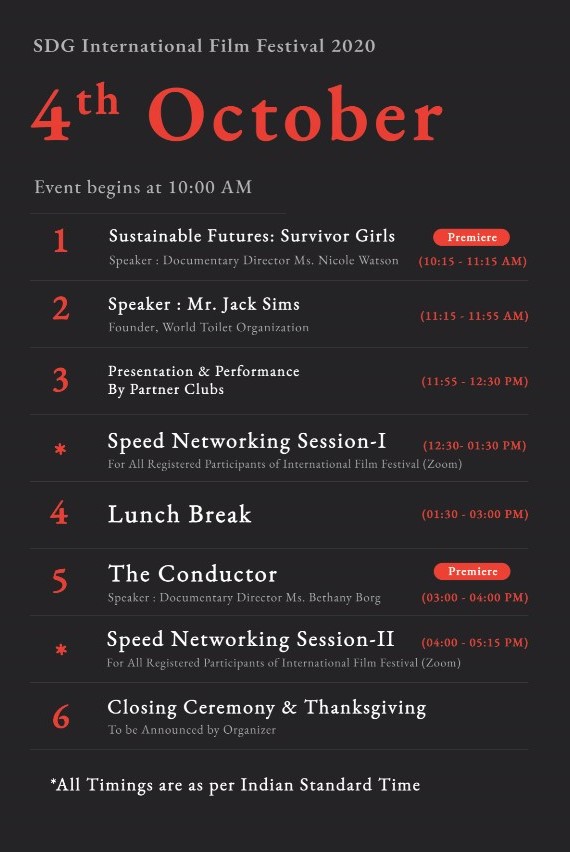 SDG International Film Festival 2020
4th October
Event begins at 10:00 AM
1 Sustainable Futures: Survivor Girls Premiere
Speaker : Documentary Director Ms. Nicole Watson (10:15 - 11:15 AM)
2 Speaker : Mr. Jack Sims (11:15 - 11:55 AM)
Founder, World Toilet Organization
3 Presentation & Performance (11:55 - 12:30 PM)
By Partner Clubs
* Speed Networking Session-I (12:30- 01:30 PM)
For All Registered Participants of International Film Festival (Zoom)
4 Lunch Break (01:30 - 03:00 PM)
5 The Conductor Premiere
Speaker : Documentary Director Ms. Bethany Borg (03:00 - 04:00 PM)
* Speed Networking Session-II (04:00 - 05:15 PM)
For All Registered Participants of International Film Festival (Zoom)
6 Closing Ceremony & Thanksgiving
To be Announced by Organizer
*All Timings are as per Indian Standard Time